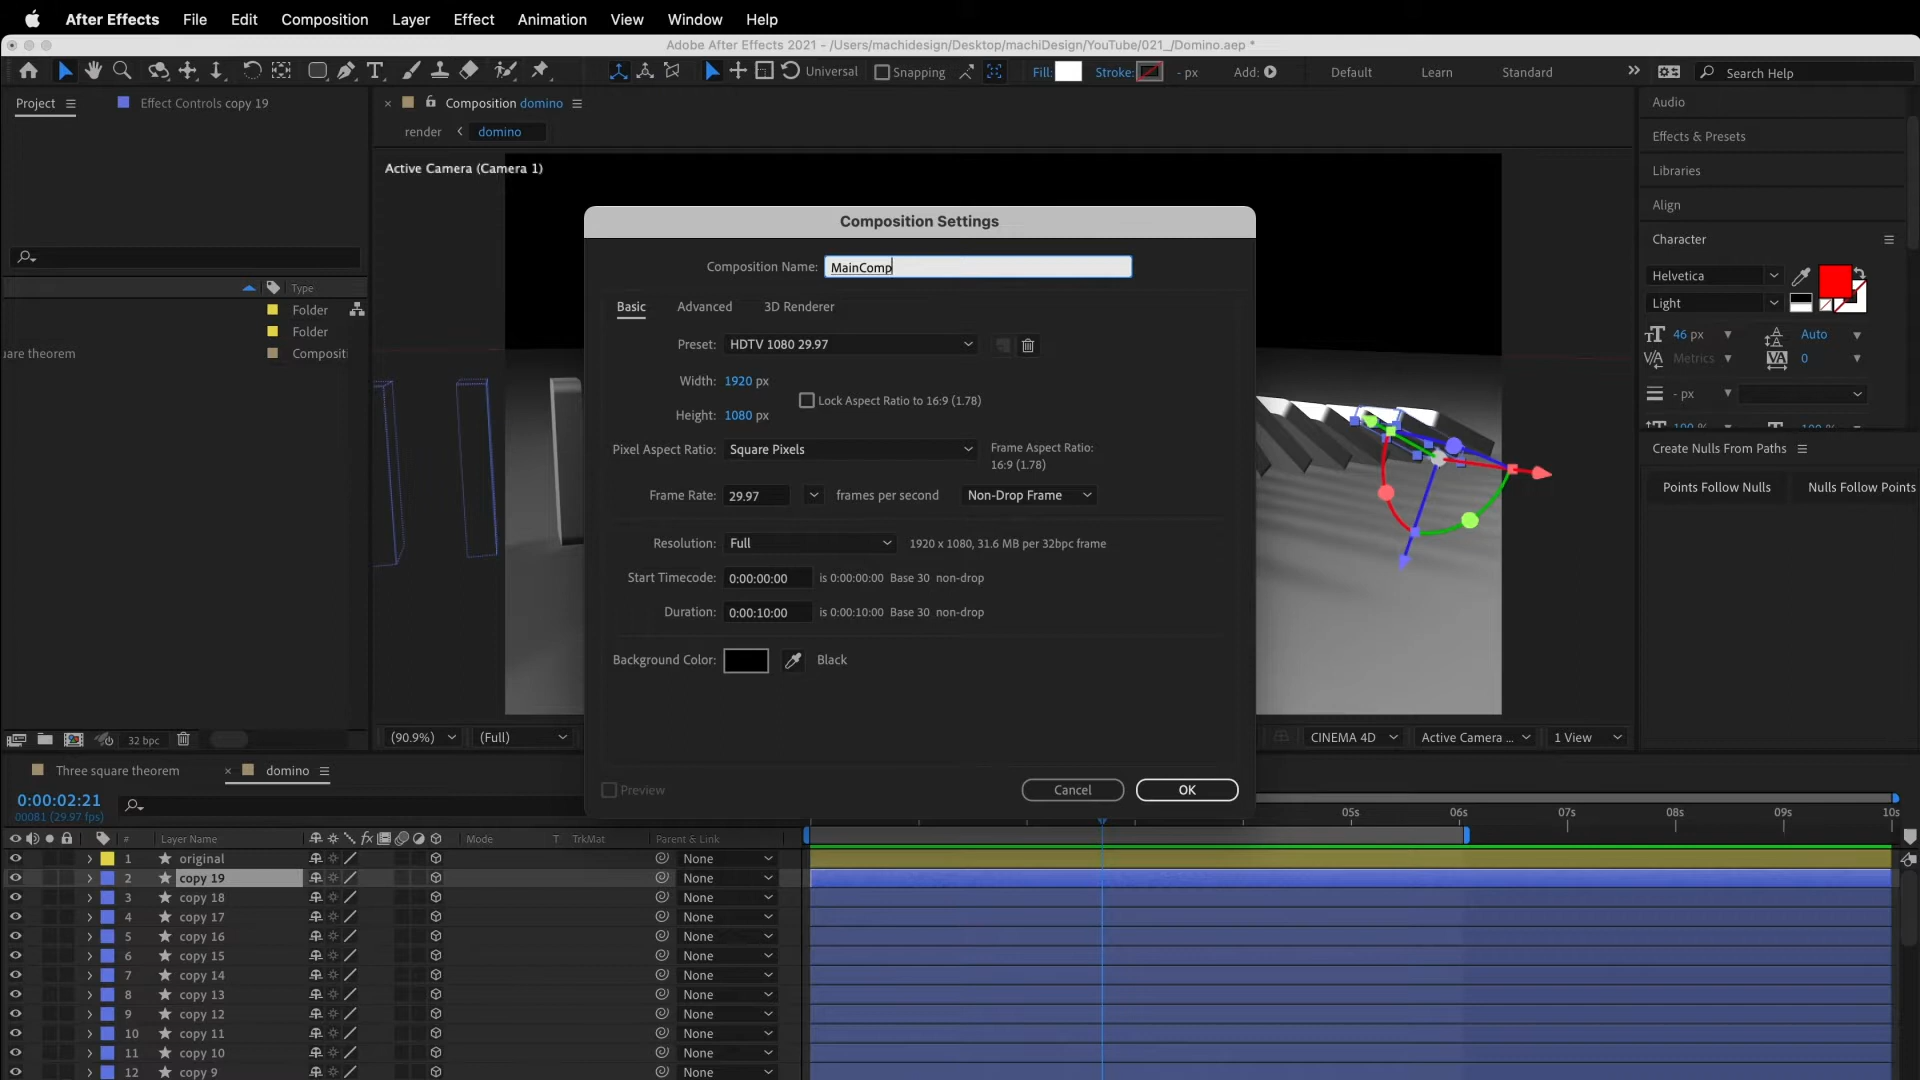 After Effects File Edit Composition Layer Effect Animation View Window Help
Adobe After Effects 2021 - /Users/machidesign/Desktop/machiDesign/YouTube/021_/Domino.aep *
Universal Snapping Fill: Stroke: - px Add: Default Learn Standard Search Help
Project Effect Controls copy 19
Composition domino
render domino
Active Camera (Camera 1)
Type
Folder
Folder
uare theorem Compositi
32 bpc
Composition Settings
Composition Name: MainComp
Basic Advanced 3D Renderer
Preset: HDTV 1080 29.97
Width: 1920 px
Lock Aspect Ratio to 16:9 (1.78)
Height: 1080 px
Pixel Aspect Ratio: Square Pixels
Frame Aspect Ratio:
16:9 (1.78)
Frame Rate: 29.97 frames per second Non-Drop Frame
Resolution: Full 1920 x 1080, 31.6 MB per 32bpc frame
Start Timecode: 0:00:00:00 is 0:00:00:00 Base 30 non-drop
Duration: 0:00:10:00 is 0:00:10:00 Base 30 non-drop
Background Color: Black
Preview Cancel OK
(90.9%) (Full) CINEMA 4D Active Camera ... 1 View
Audio
Effects & Presets
Libraries
Align
Character
Helvetica
Light
46 px Auto
Metrics 0
- px
Create Nulls From Paths
Points Follow Nulls Nulls Follow Points
Three square theorem domino
0:00:02:21
00081 (29.97 fps)
05s 06s 07s 08s 09s 10s
# Layer Name Mode T TrkMat Parent & Link
1 original None
2 copy 19 None
3 copy 18 None
4 copy 17 None
5 copy 16 None
6 copy 15 None
7 copy 14 None
8 copy 13 None
9 copy 12 None
10 copy 11 None
11 copy 10 None
12 copy 9 None